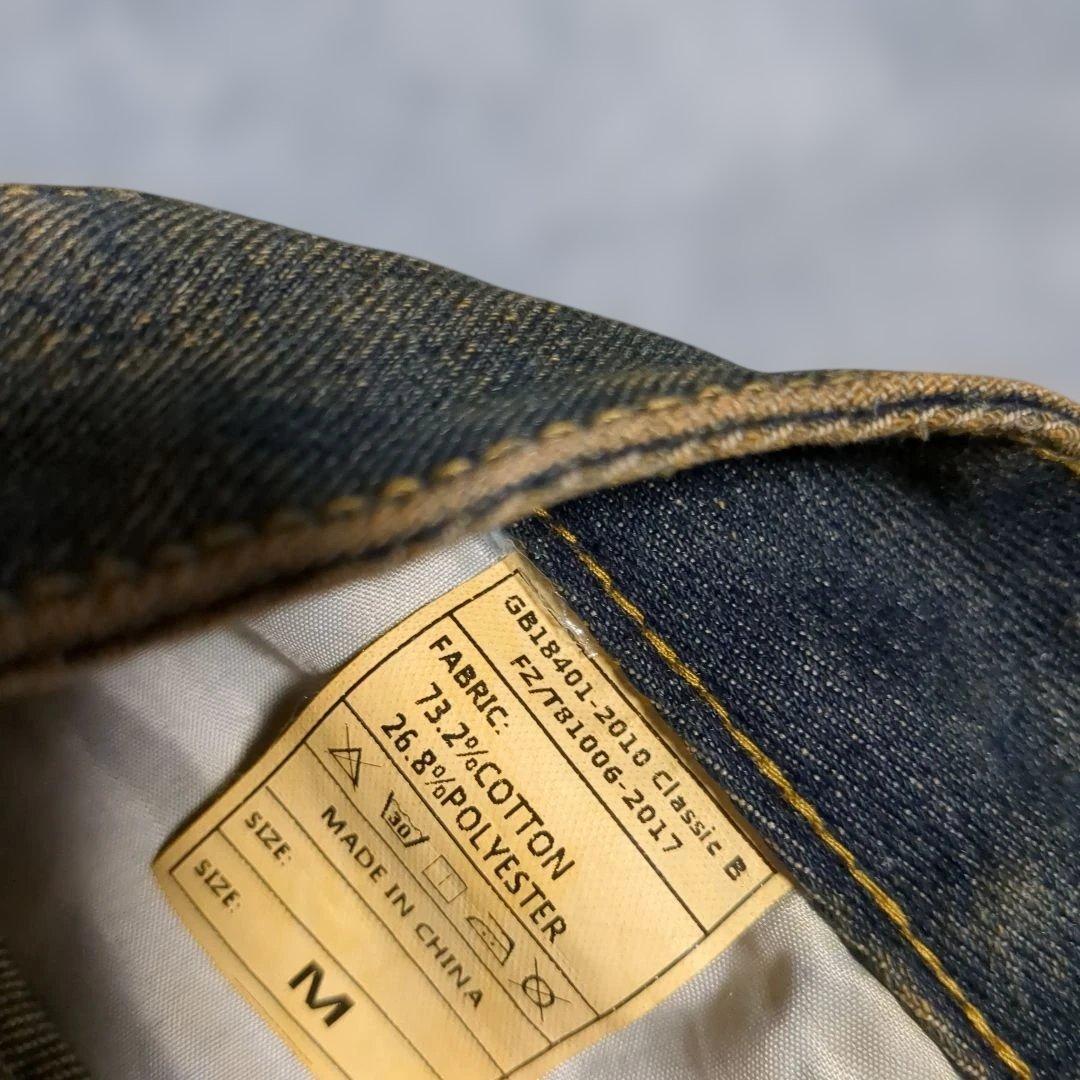 GB18401-2010 Classic B
FZ/T81006-2017
FABRIC:
73.2%COTTON
26.8%POLYESTER
30
MADE IN CHINA
SIZE:
SIZE:
M